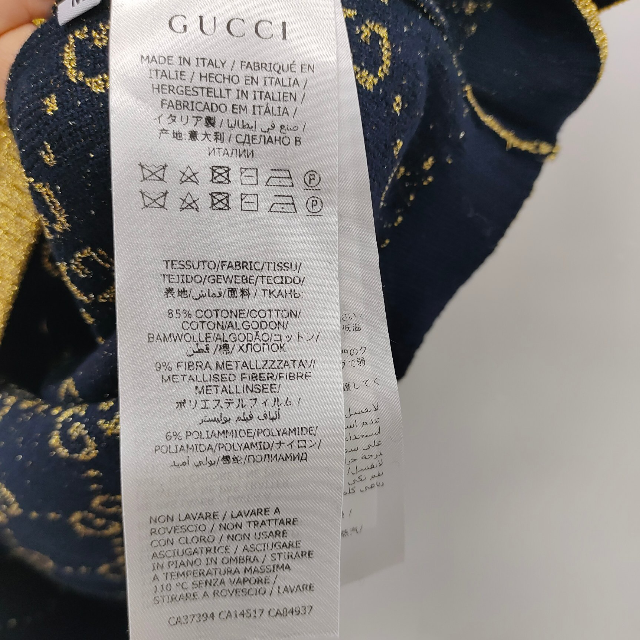 GUCCI
MADE IN ITALY / FABRIQUÉ EN
ITALIE / HECHO EN ITALIA /
HERGESTELLT IN ITALIEN /
FABRICADO EM ITÁLIA /
イタリア製 / صنع في إيطاليا /
产地:意大利 / СДЕЛАНО В
ИТАЛИИ
P
P
TESSUTO/FABRIC/TISSU/
TEJIDO/GEWEBE/TECIDO/
表地/قماش/面料 / ТКАНЬ
85% COTONE/COTTON/
COTON/ALGODON/
BAUMWOLLE/ALGODÃO/コットン/
قطن /棉/ ХЛОПОК
9% FIBRA METALLZZZATA/
METALLISED FIBER/FIBRE
METALLINSEE/
ポリエステルフィルム /
ألياف فيلم بوليستر
6% POLIAMMIDE/POLYAMIDE/
POLIAMIDA/POLYAMID/ナイロン/
بولي أميد/锦纶/ПОЛИАМИД
NON LAVARE / LAVARE A
ROVESCIO / NON TRATTARE
CON CLORO / NON USARE
ASCIUGATRICE / ASCIUGARE
IN PIANO IN OMBRA / STIRARE
A TEMPERATURA MASSIMA
110 °C SENZA VAPORE /
STIRARE A ROVESCIO / LAVARE
CA37394 CA14517 CA84937